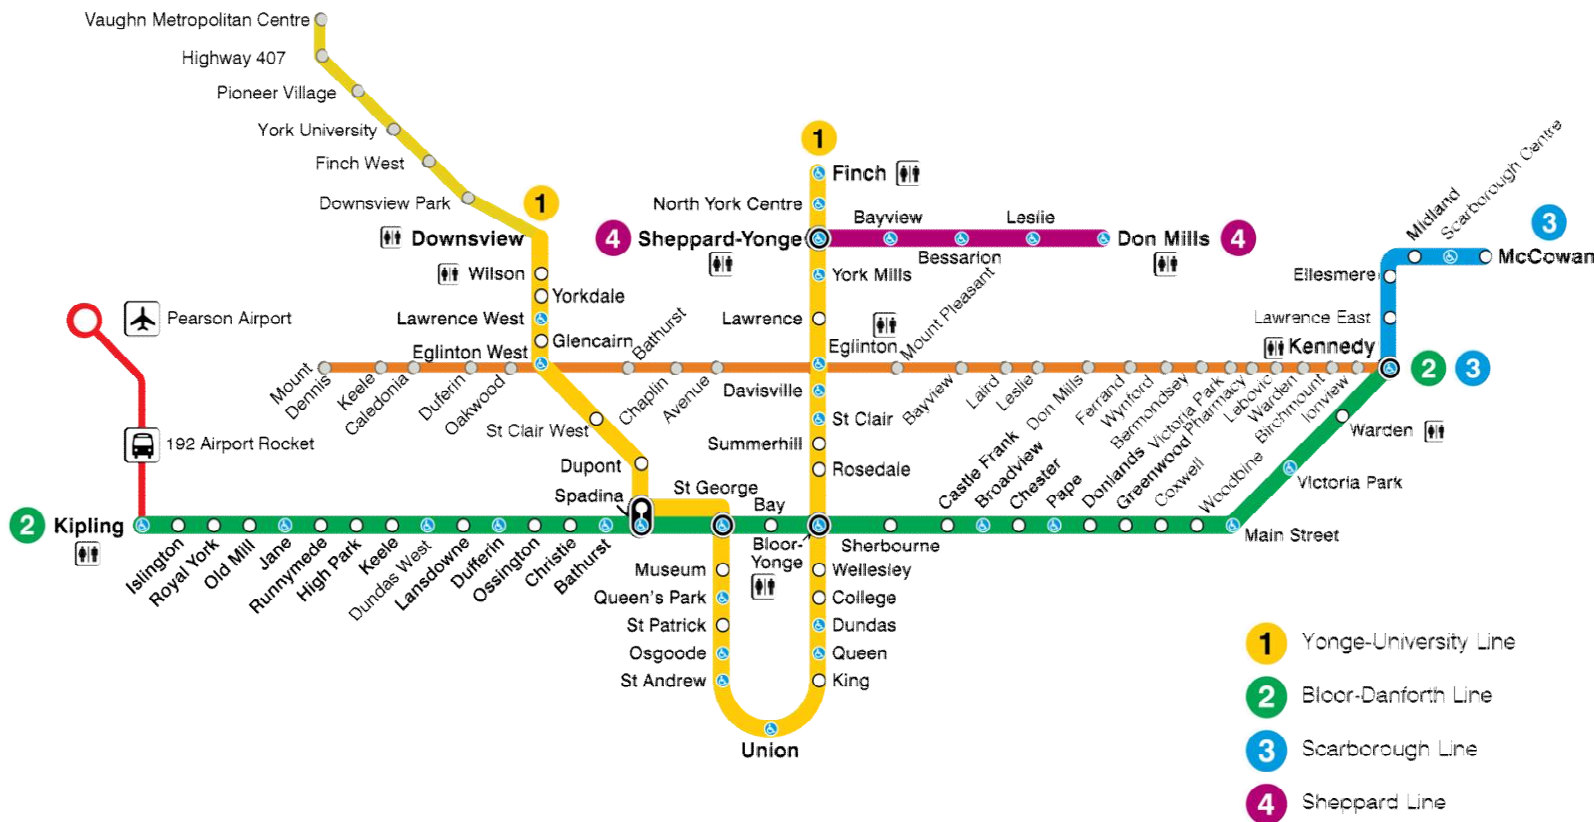 Vaughn Metropolitan Centre
Highway 407
Pioneer Village
York University
Finch West
Downsview Park
1
Downsview
Wilson
Yorkdale
Lawrence West
Glencairn
Eglinton West
St Clair West
Dupont
Spadina
St George
1
Finch
North York Centre
4
Sheppard-Yonge
Bayview
Bessarion
Leslie
Don Mills
4
York Mills
Lawrence
Eglinton
Davisville
St Clair
Summerhill
Rosedale
Midland
Scarborough Centre
3
McCowan
Ellesmere
Lawrence East
Kennedy
2
3
Pearson Airport
192 Airport Rocket
Mount
Dennis
Keele
Caledonia
Dufferin
Oakwood
Bathurst
Chaplin
Avenue
Mount Pleasant
Bayview
Laird
Leslie
Don Mills
Ferrand
Wynford
Bermondsey
Victoria Park
Pharmacy
Lebovic
Warden
Birchmount
Ionview
2
Kipling
Islington
Royal York
Old Mill
Jane
Runnymede
High Park
Keele
Dundas West
Lansdowne
Dufferin
Ossington
Christie
Bathurst
Bay
Bloor-
Yonge
Sherbourne
Castle Frank
Broadview
Chester
Pape
Donlands
Greenwood
Coxwell
Woodbine
Main Street
Victoria Park
Warden
Museum
Queen's Park
St Patrick
Osgoode
St Andrew
Union
Wellesley
College
Dundas
Queen
King
1 Yonge-University Line
2 Bloor-Danforth Line
3 Scarborough Line
4 Sheppard Line